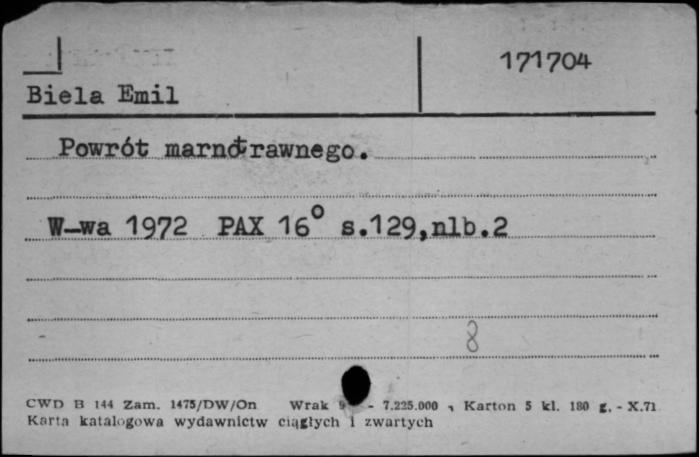 171704
Biela Emil
Powrót marnotrawnego.
W-wa 1972 PAX 16° s.129,nlb.2
8
CWD B 144 Zam. 1475/DW/On Wrak - 7.225.000 , Karton 5 kl. 180 g. - X.71
Karta katalogowa wydawnictw ciągłych i zwartych